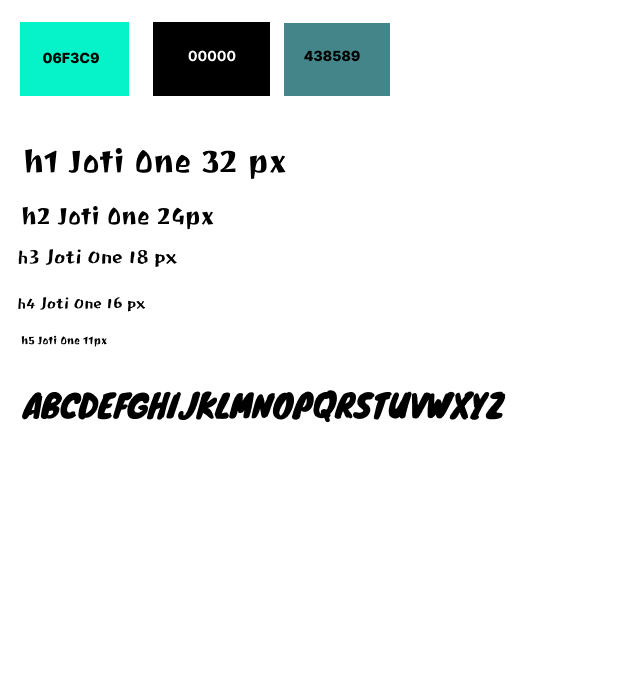 06F3C9 00000 438589
h1 Joti One 32 px
h2 Joti One 24px
h3 Joti One 18 px
h4 Joti One 16 px
h5 Joti One 11px
ABCDEFGHIJKLMNOPQRSTUVWXYZ